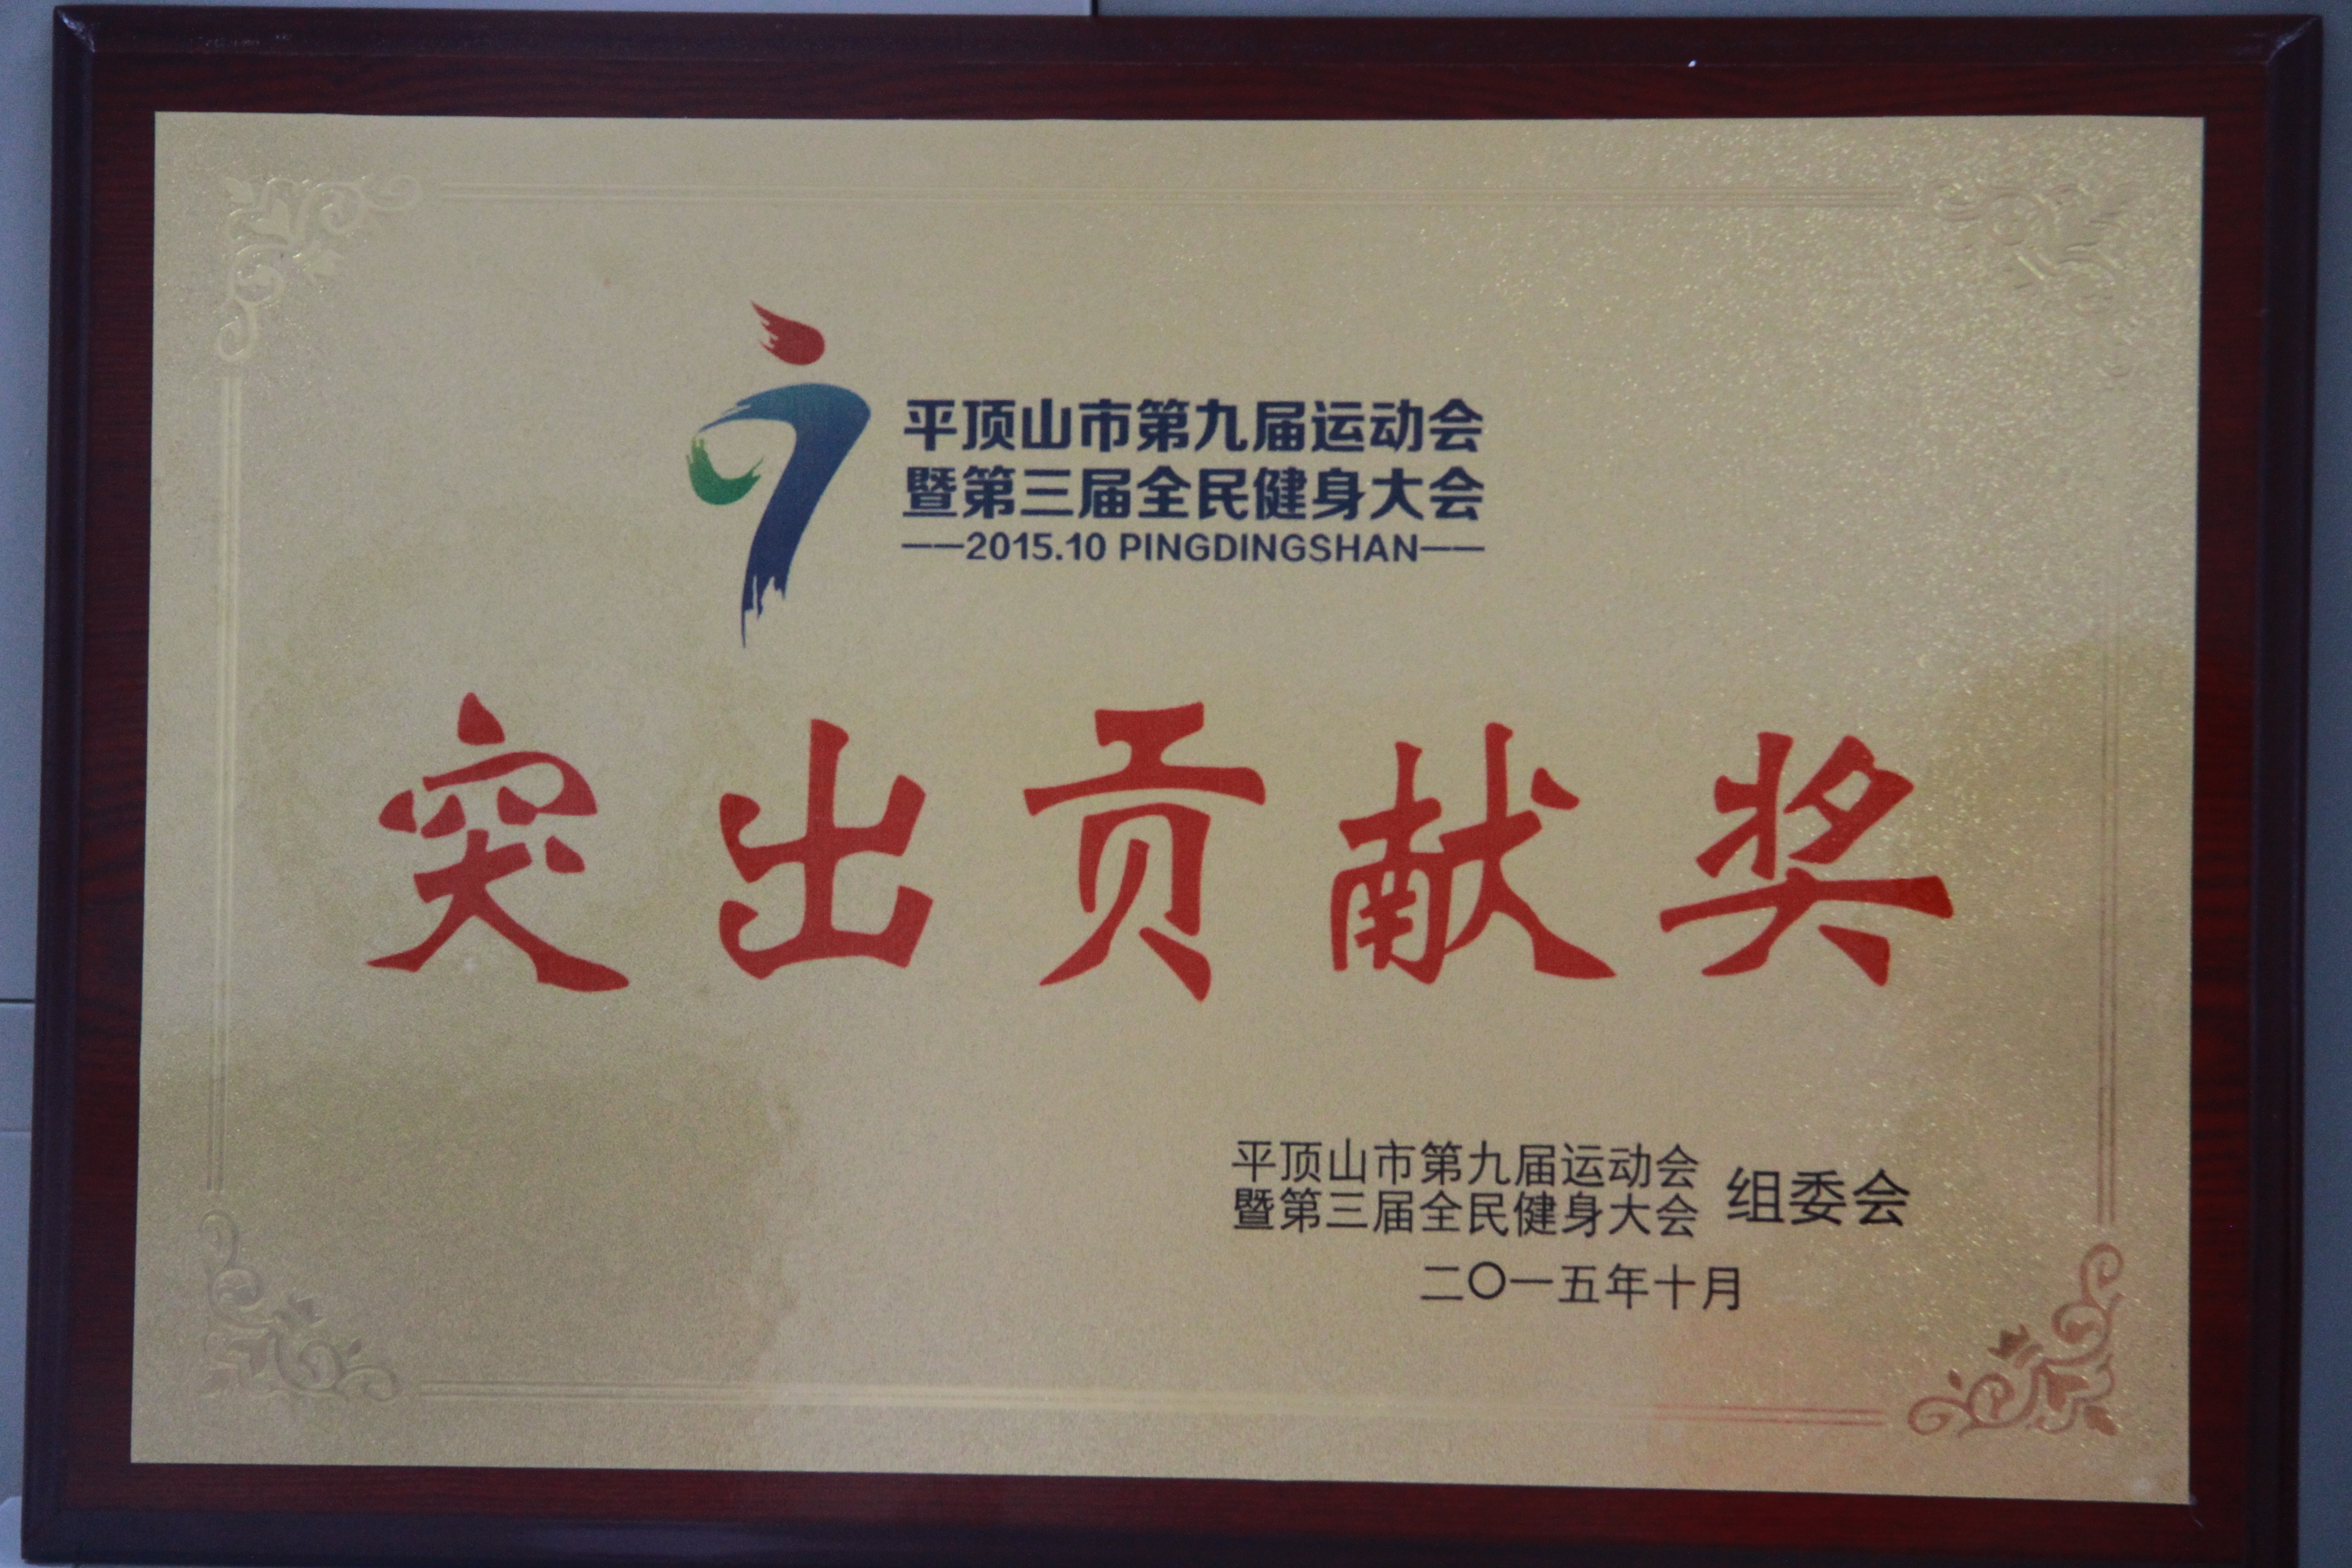 平顶山市第九届运动会
暨第三届全民健身大会
——2015.10 PINGDINGSHAN——
突出贡献奖
平顶山市第九届运动会
暨第三届全民健身大会 组委会
二〇一五年十月